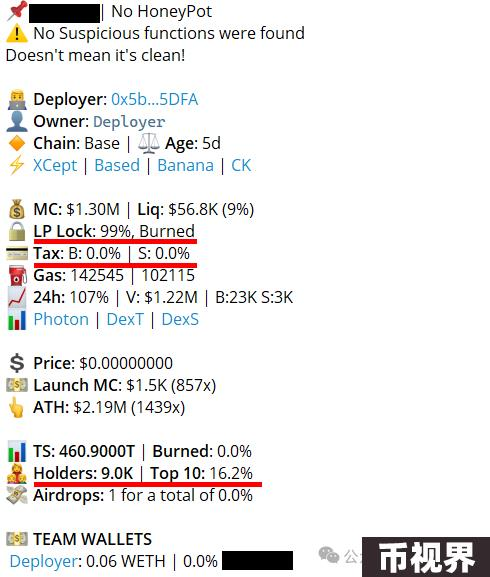 | No HoneyPot
No Suspicious functions were found
Doesn't mean it's clean!
Deployer: 0x5b...5DFA
Owner: Deployer
Chain: Base | Age: 5d
XCept | Based | Banana | CK
MC: $1.30M | Liq: $56.8K (9%)
LP Lock: 99%, Burned
Tax: B: 0.0% | S: 0.0%
Gas: 142545 | 102115
24h: 107% | V: $1.22M | B:23K S:3K
Photon | DexT | DexS
Price: $0.00000000
Launch MC: $1.5K (857x)
ATH: $2.19M (1439x)
TS: 460.9000T | Burned: 0.0%
Holders: 9.0K | Top 10: 16.2%
Airdrops: 1 for a total of 0.0%
TEAM WALLETS
Deployer: 0.06 WETH | 0.0%
币视界